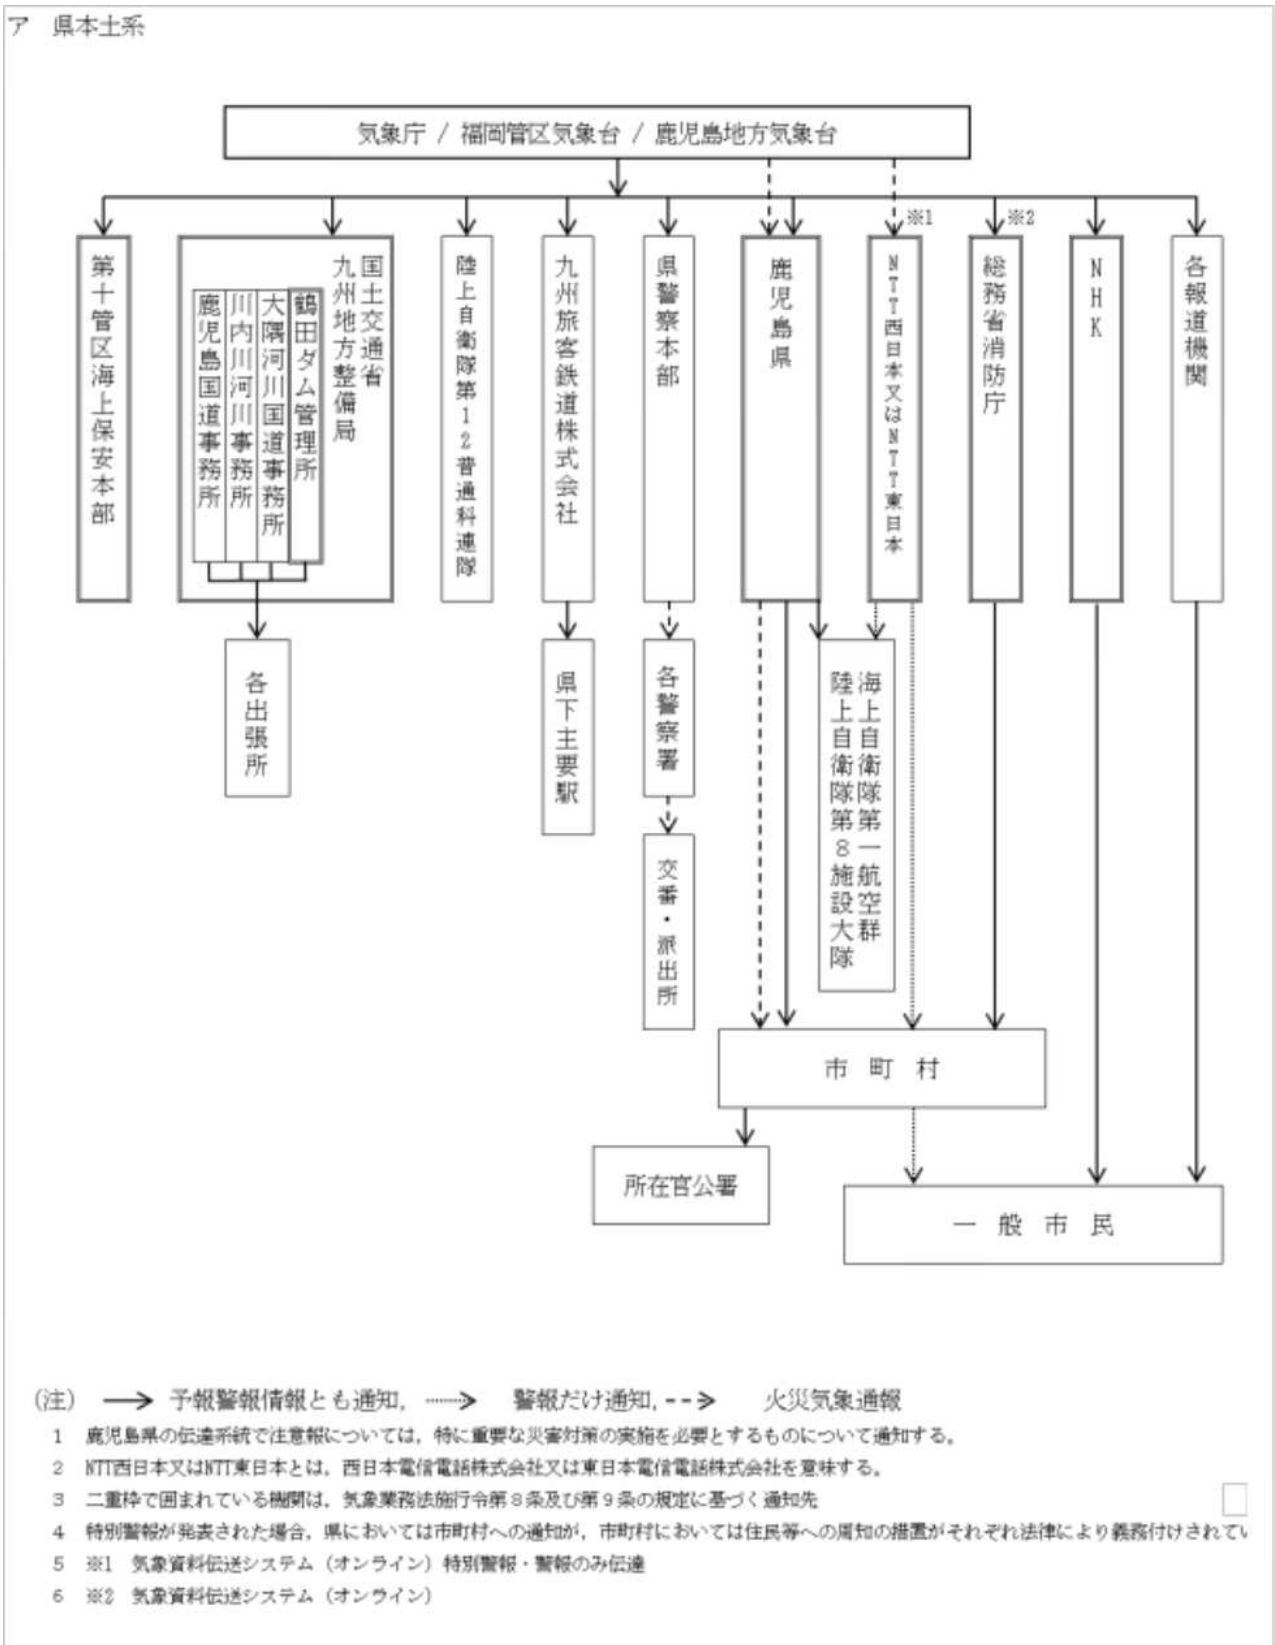 ア 県本土系
気象庁 / 福岡管区気象台 / 鹿児島地方気象台
※1
※2
第十管区海上保安本部
国土交通省
九州地方整備局
鶴田ダム管理所
大隅河川国道事務所
川内川河川事務所
鹿児島国道事務所
陸上自衛隊第12普通科連隊
九州旅客鉄道株式会社
県警察本部
鹿児島県
NTT西日本又はNTT東日本
総務省消防庁
NHK
各報道機関
各出張所
県下主要駅
各警察署
海上自衛隊第一航空群
陸上自衛隊第8施設大隊
交番・派出所
市町村
所在官公署
一般市民
(注) 予報警報情報とも通知, 警報だけ通知, 火災気象通報
1 鹿児島県の伝達系統で注意報については，特に重要な災害対策の実施を必要とするものについて通知する。
2 NTT西日本又はNTT東日本とは，西日本電信電話株式会社又は東日本電信電話株式会社を意味する。
3 二重枠で囲まれている機関は，気象業務法施行令第8条及び第9条の規定に基づく通知先
4 特別警報が発表された場合，県においては市町村への通知が，市町村においては住民等への周知の措置がそれぞれ法律により義務付けされてい
5 ※1 気象資料伝送システム（オンライン）特別警報・警報のみ伝達
6 ※2 気象資料伝送システム（オンライン）